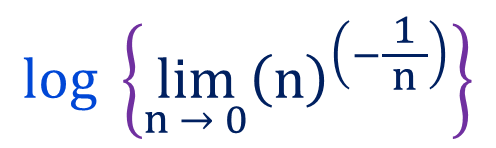 log { lim n → 0 (n)^(−1/n) }